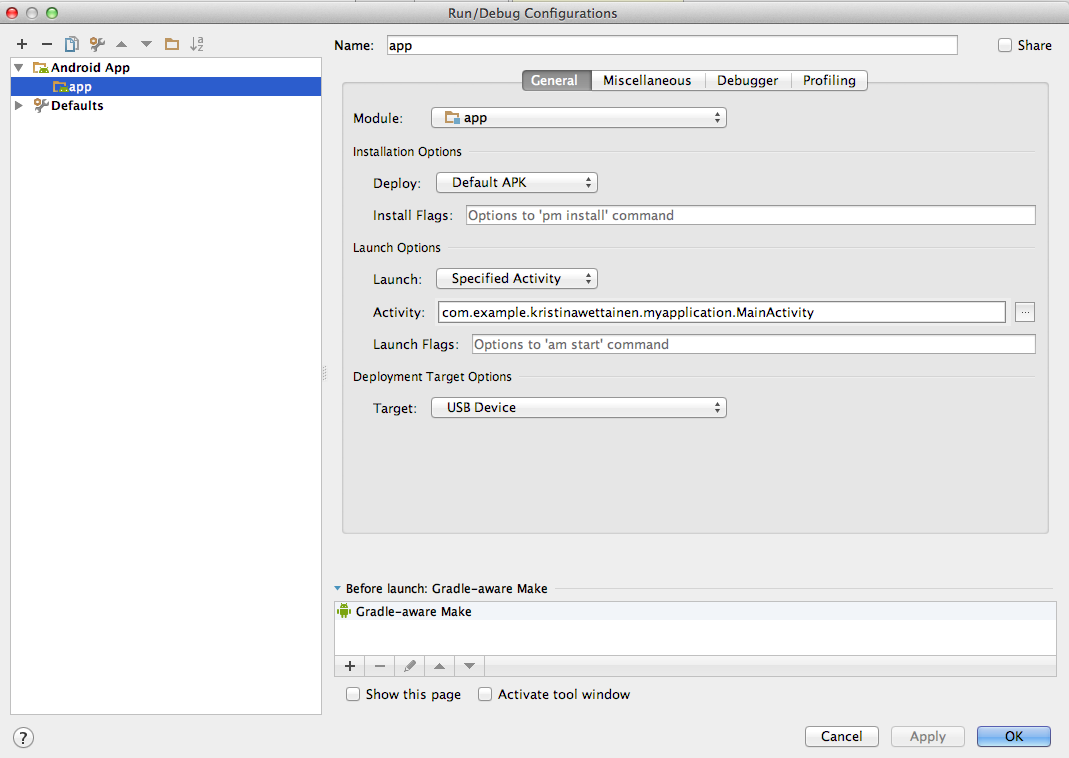 Run/Debug Configurations
Name: app Share
Android App
app
Defaults
General Miscellaneous Debugger Profiling
Module: app
Installation Options
Deploy: Default APK
Install Flags: Options to 'pm install' command
Launch Options
Launch: Specified Activity
Activity: com.example.kristinawettainen.myapplication.MainActivity ...
Launch Flags: Options to 'am start' command
Deployment Target Options
Target: USB Device
Before launch: Gradle-aware Make
Gradle-aware Make
Show this page Activate tool window
? Cancel Apply OK